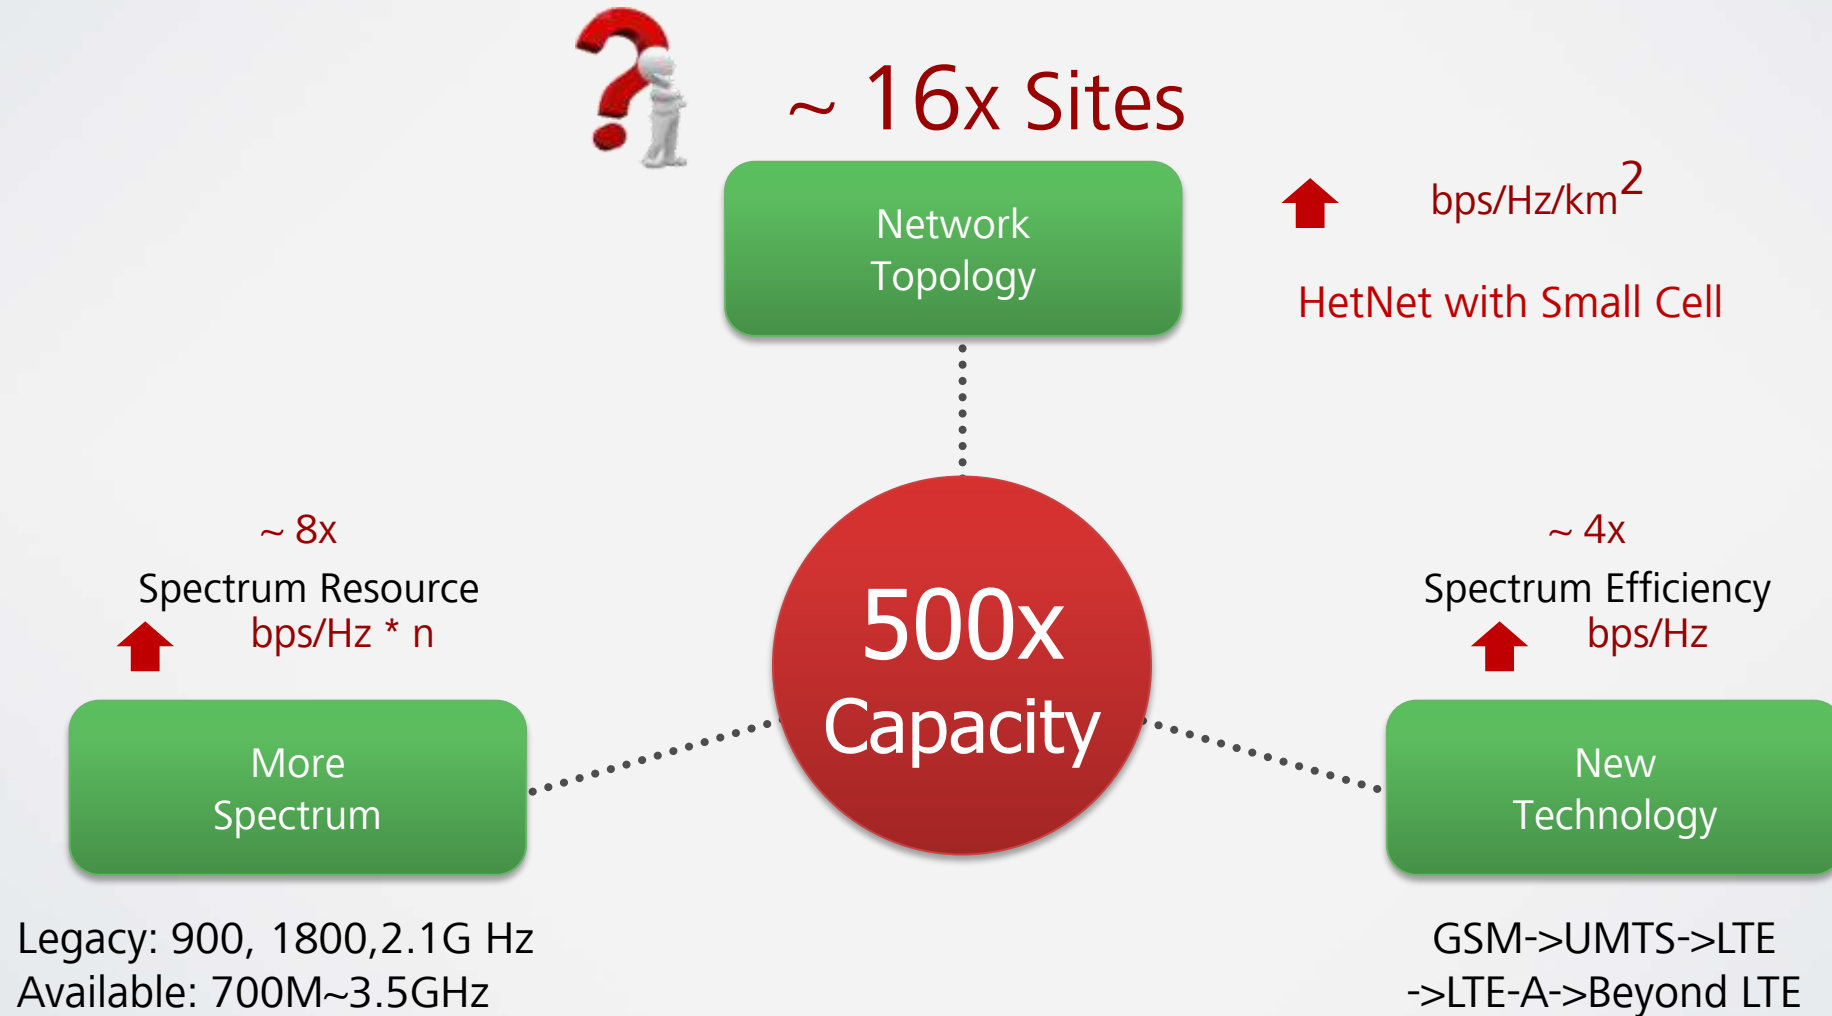 ?
~ 16x Sites
Network
Topology
bps/Hz/km2
HetNet with Small Cell
~ 8x
Spectrum Resource
bps/Hz * n
More
Spectrum
Legacy: 900, 1800,2.1G Hz
Available: 700M~3.5GHz
500x
Capacity
~ 4x
Spectrum Efficiency
bps/Hz
New
Technology
GSM->UMTS->LTE
->LTE-A->Beyond LTE